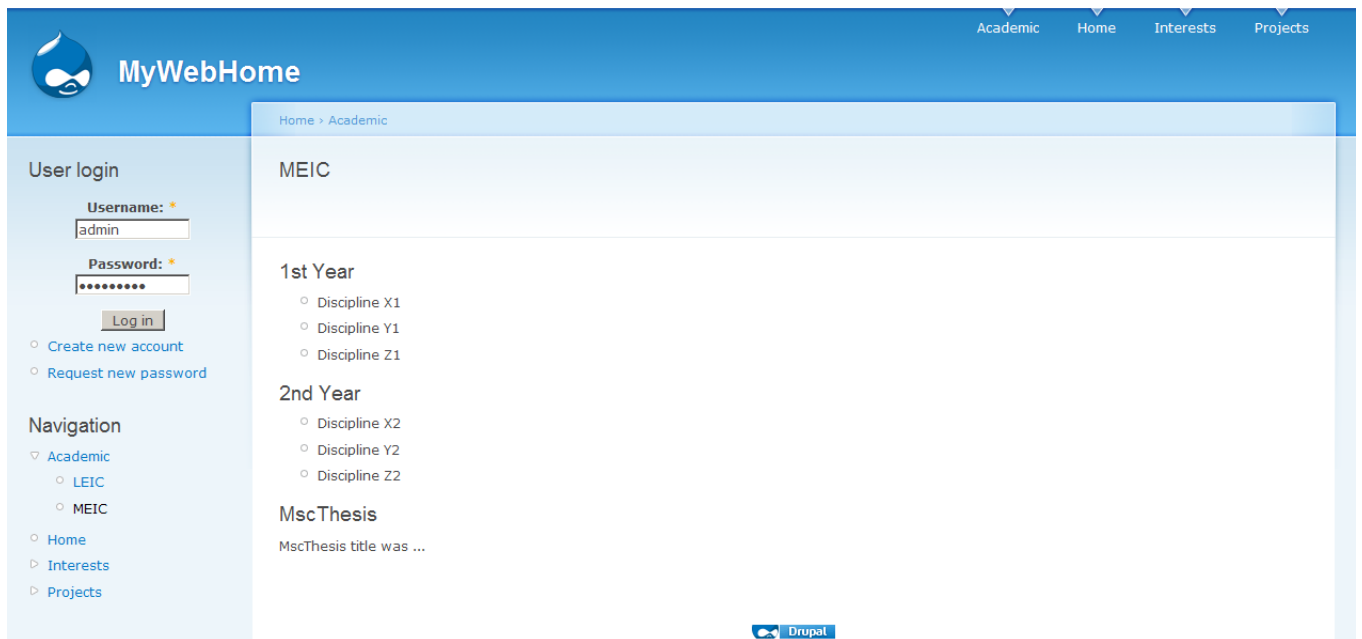 Academic Home Interests Projects
MyWebHome
Home › Academic
User login
Username: *
admin
Password: *
•••••••••
Log in
Create new account
Request new password
Navigation
Academic
LEIC
MEIC
Home
Interests
Projects
MEIC
1st Year
Discipline X1
Discipline Y1
Discipline Z1
2nd Year
Discipline X2
Discipline Y2
Discipline Z2
MscThesis
MscThesis title was ...
Drupal